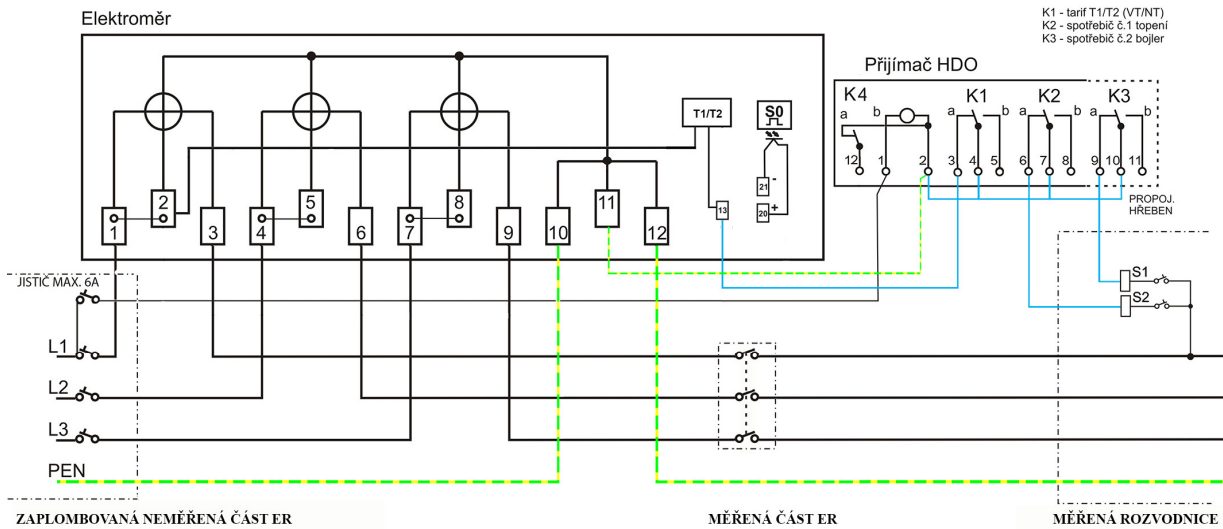 K1 - tarif T1/T2 (VT/NT)
K2 - spotřebič č.1 topení
K3 - spotřebič č.2 bojler
Elektroměr
Přijímač HDO
T1/T2
S0
K4 K1 K2 K3
a b a b a b a b
12 1 2 3 4 5 6 7 8 9 10 11
21 -
20 +
13
2 5 8 11
1 3 4 6 7 9 10 12
PROPOJ.
HŘEBEN
JISTIČ MAX. 6A
S1
S2
L1
L2
L3
PEN
ZAPLOMBOVANÁ NEMĚŘENÁ ČÁST ER
MĚŘENÁ ČÁST ER
MĚŘENÁ ROZVODNICE